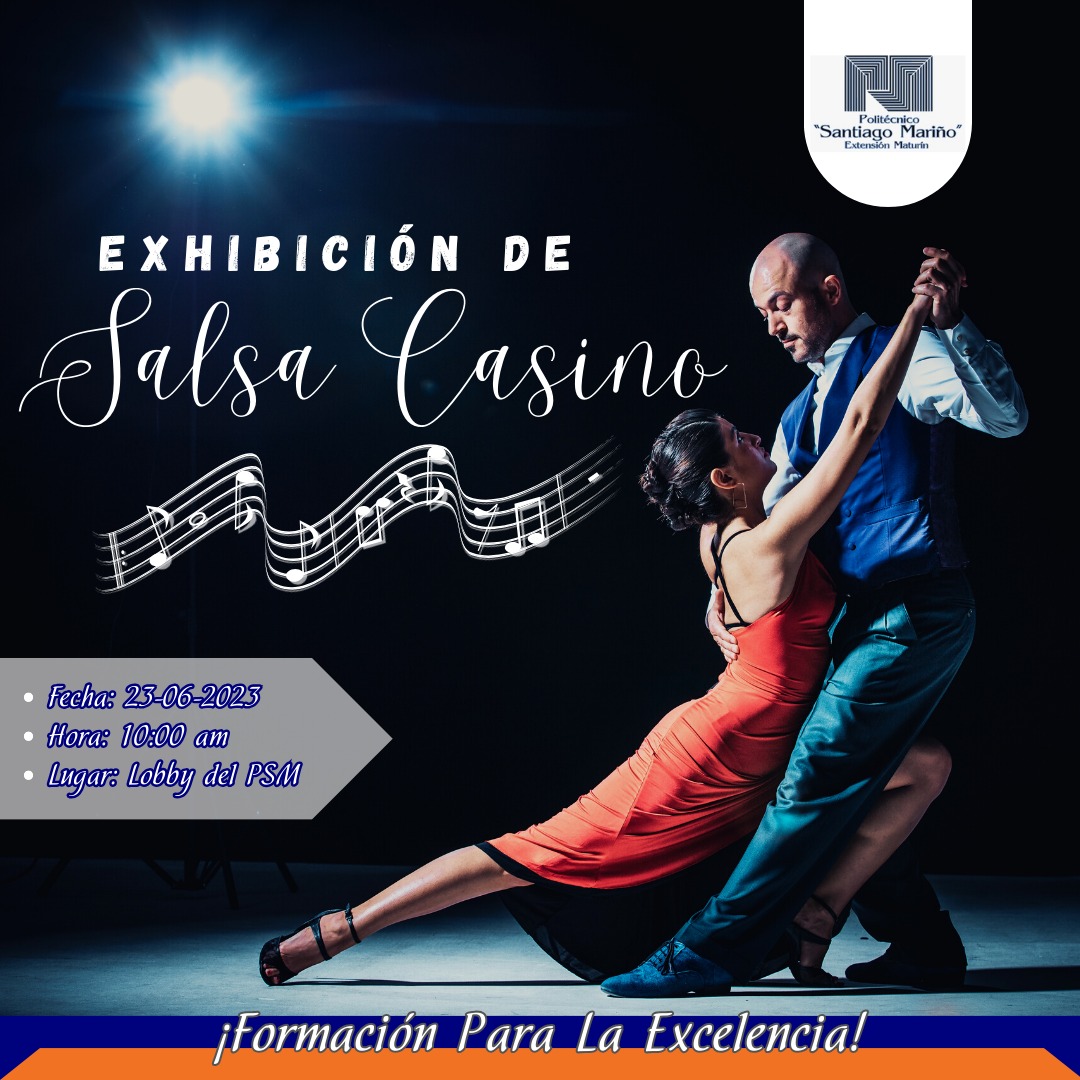 Politécnico
"Santiago Mariño"
Extensión Maturín
EXHIBICIÓN DE
Salsa Casino
• Fecha: 23-06-2023
• Hora: 10:00 am
• Lugar: Lobby del PSM
¡Formación Para La Excelencia!